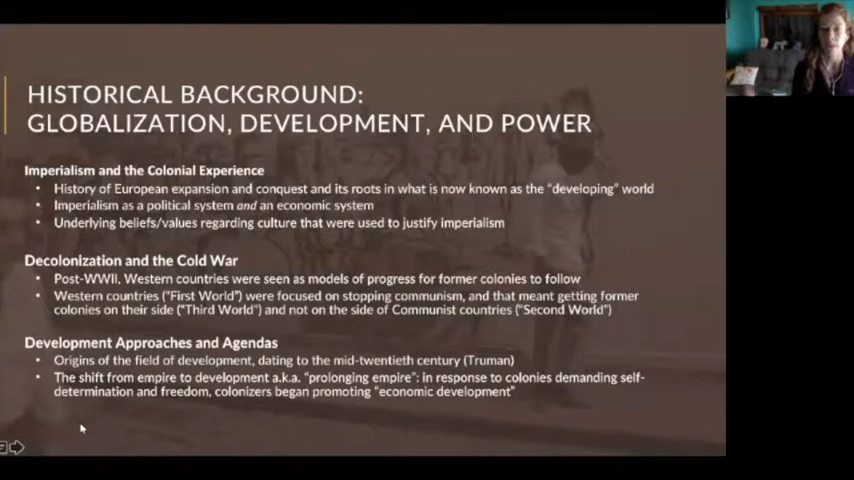 HISTORICAL BACKGROUND:
GLOBALIZATION, DEVELOPMENT, AND POWER
Imperialism and the Colonial Experience
• History of European expansion and conquest and its roots in what is now known as the “developing” world
• Imperialism as a political system and an economic system
• Underlying beliefs/values regarding culture that were used to justify imperialism
Decolonization and the Cold War
• Post-WWII, Western countries were seen as models of progress for former colonies to follow
• Western countries (“First World”) were focused on stopping communism, and that meant getting former
colonies on their side (“Third World”) and not on the side of Communist countries (“Second World”)
Development Approaches and Agendas
• Origins of the field of development, dating to the mid-twentieth century (Truman)
• The shift from empire to development a.k.a. “prolonging empire”: in response to colonies demanding self-
determination and freedom, colonizers began promoting “economic development”